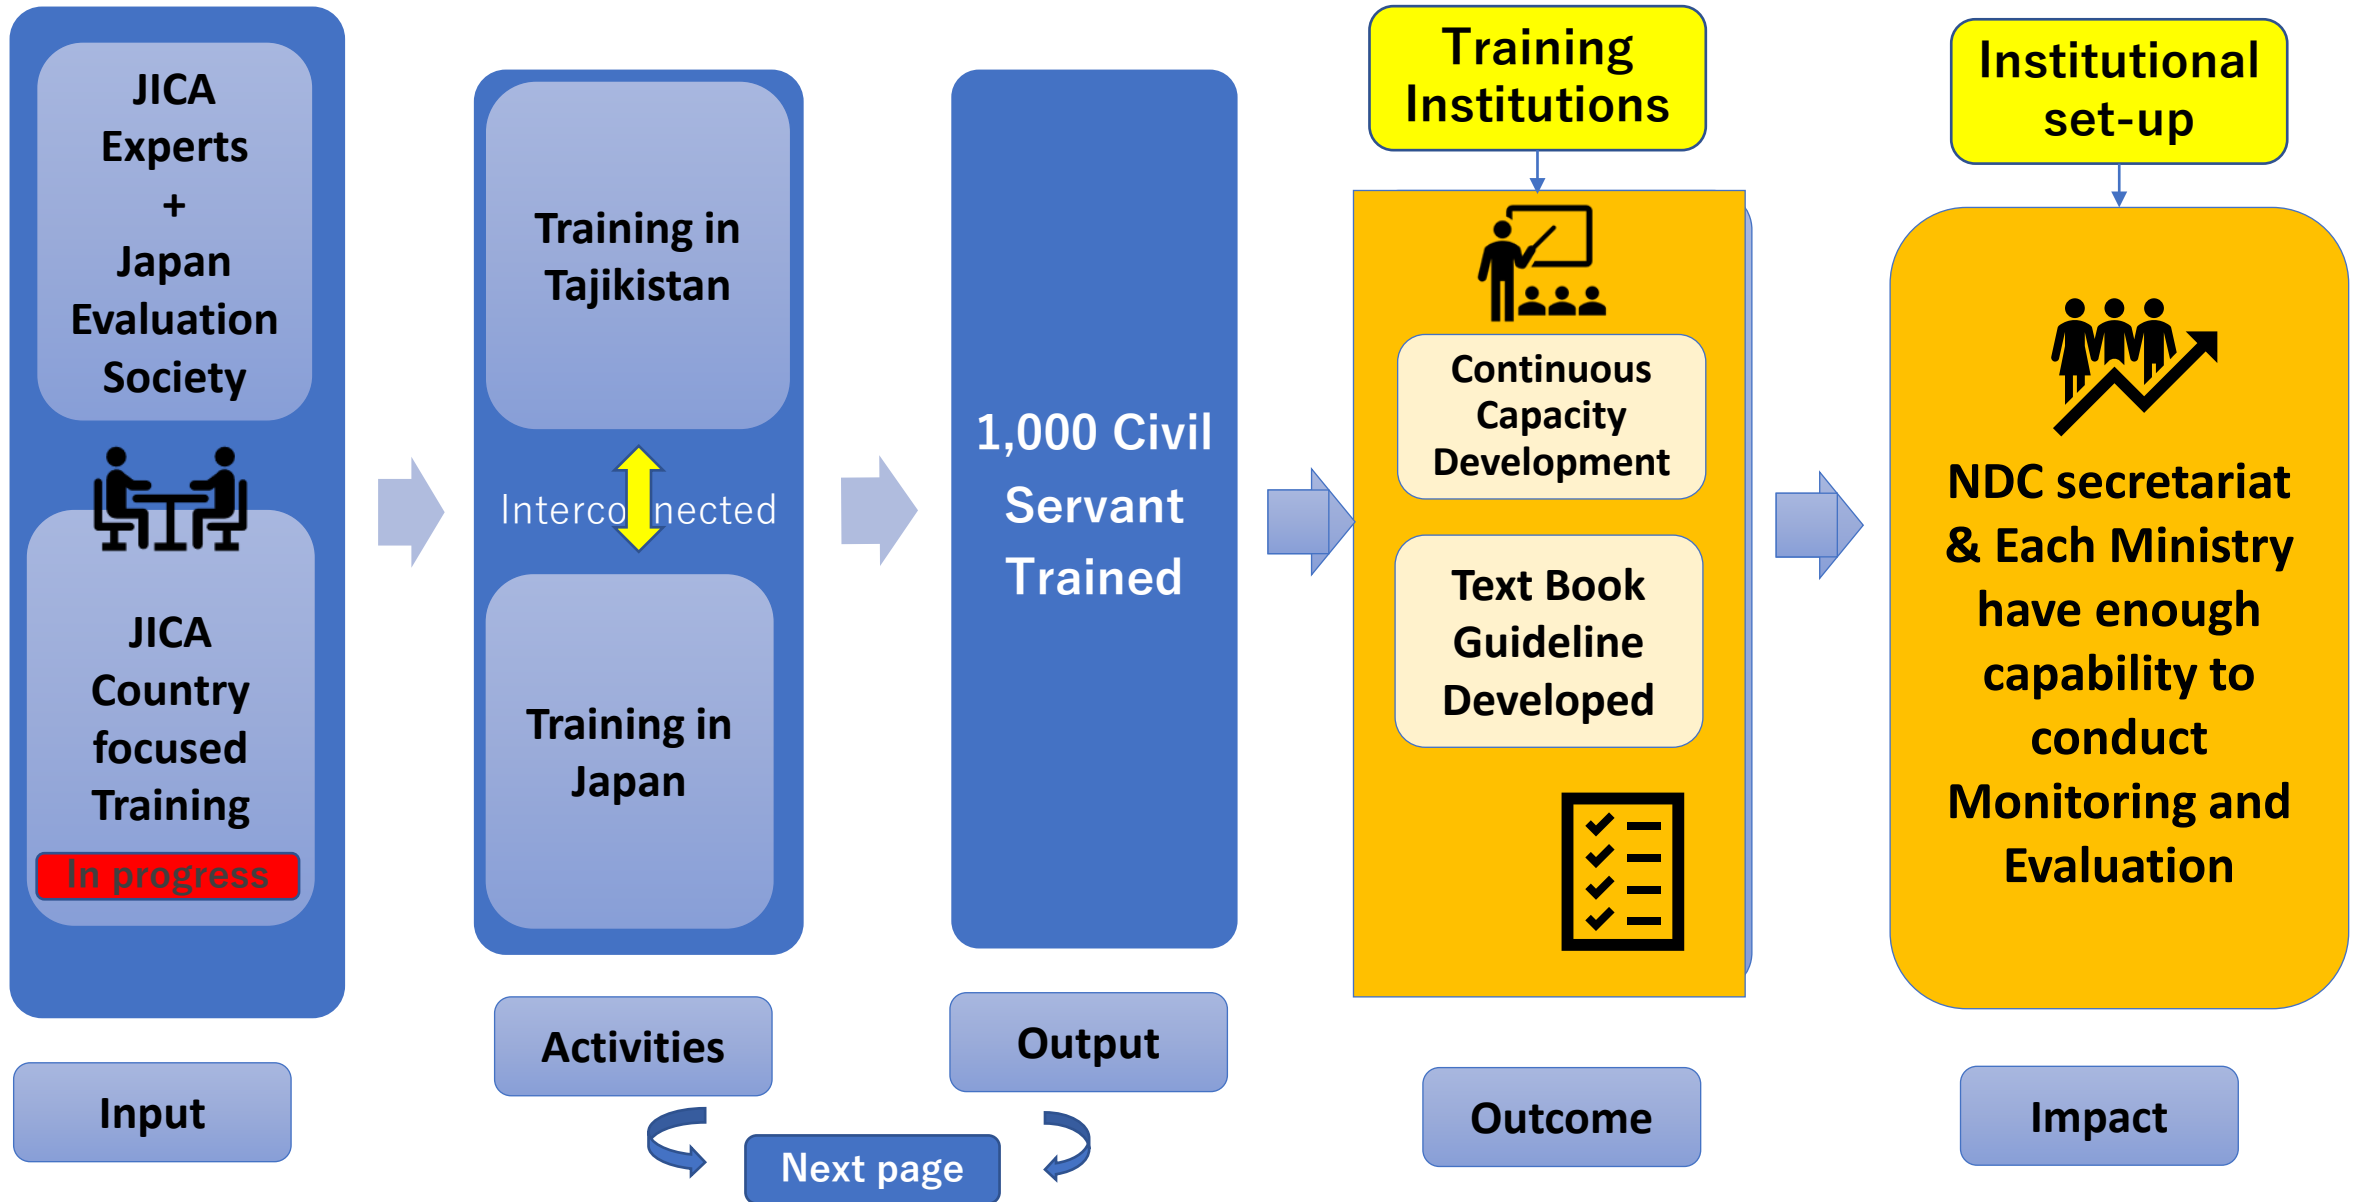 JICA
Experts
+
Japan
Evaluation
Society
JICA
Country
focused
Training
In progress
Input
Training in
Tajikistan
Interconnected
Training in
Japan
Activities
1,000 Civil
Servant
Trained
Output
Next page
Training
Institutions
Continuous
Capacity
Development
Text Book
Guideline
Developed
Outcome
Institutional
set-up
NDC secretariat
& Each Ministry
have enough
capability to
conduct
Monitoring and
Evaluation
Impact